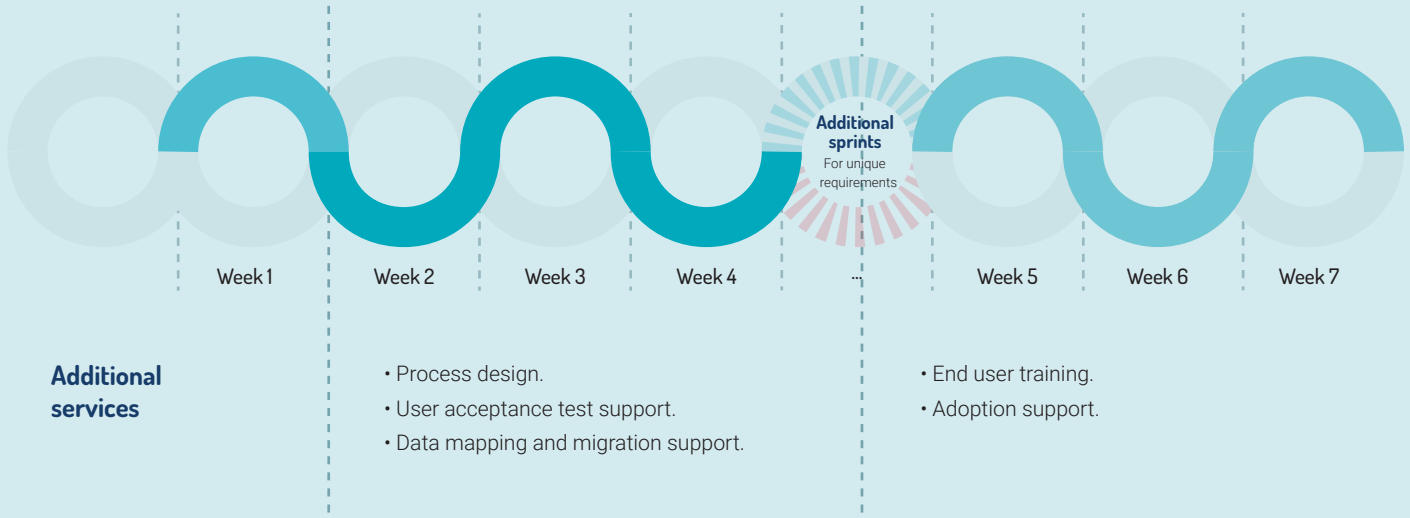 Additional
sprints
For unique
requirements
Week 1
Week 2
Week 3
Week 4
...
Week 5
Week 6
Week 7
Additional
services
• Process design.
• User acceptance test support.
• Data mapping and migration support.
• End user training.
• Adoption support.